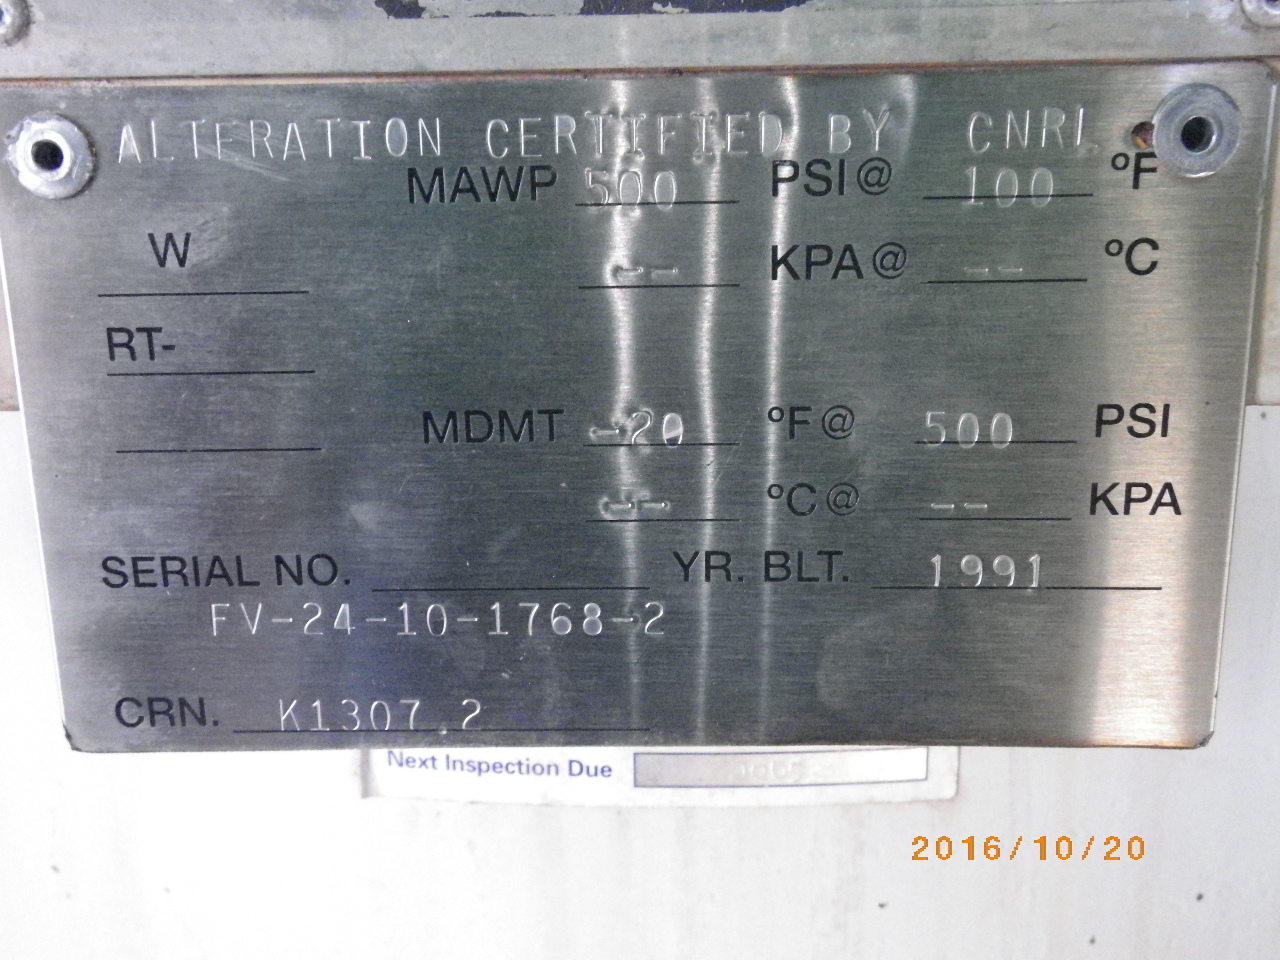 ALTERATION CERTIFIED BY CNRL
MAWP 500 PSI@ 100 °F
W -- KPA@ -- °C
RT-
MDMT -20 °F@ 500 PSI
-- °C@ -- KPA
SERIAL NO. YR. BLT. 1991
FV-24-10-1768-2
CRN. K1307.2
Next Inspection Due
2016/10/20